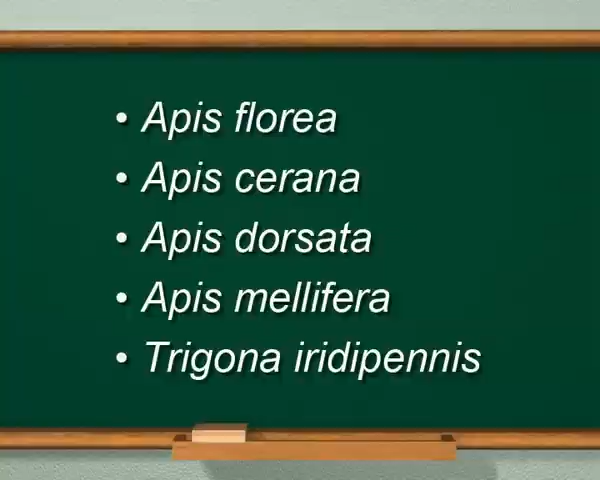 • Apis florea
• Apis cerana
• Apis dorsata
• Apis mellifera
• Trigona iridipennis